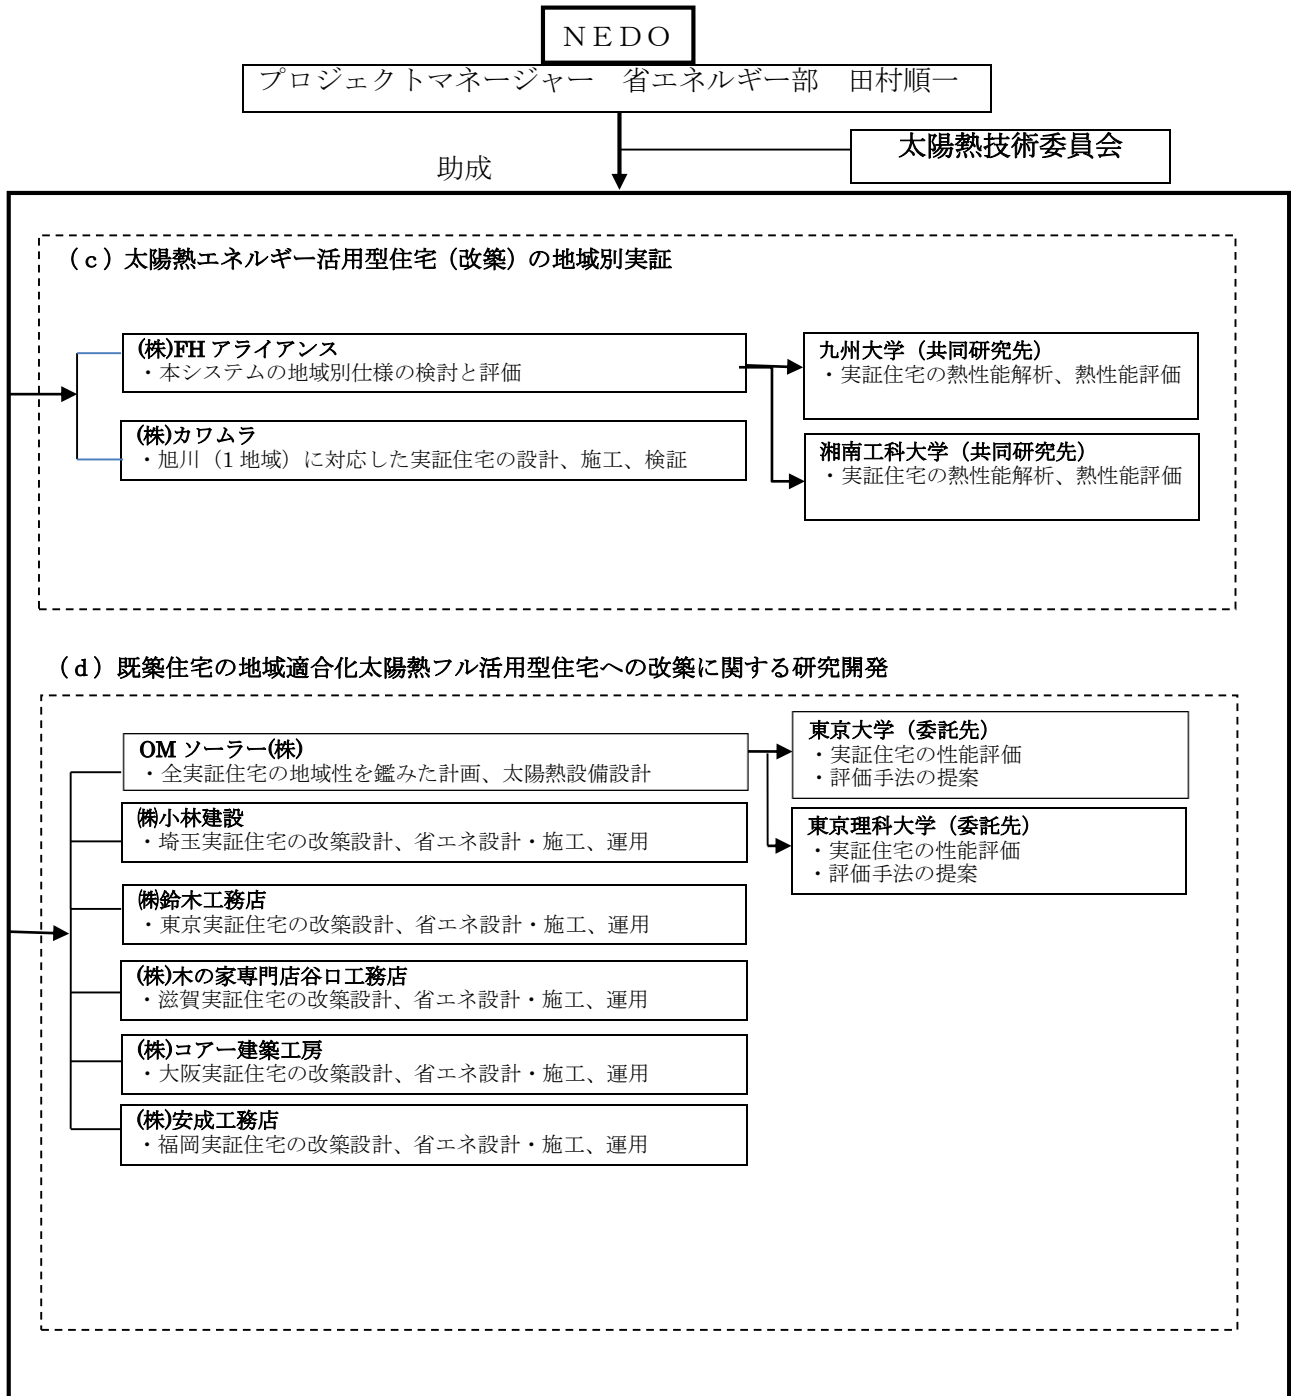 ＮＥＤＯ
プロジェクトマネージャー　省エネルギー部　田村順一
太陽熱技術委員会
助成
（ｃ）太陽熱エネルギー活用型住宅（改築）の地域別実証
(株)FH アライアンス
・本システムの地域別仕様の検討と評価
九州大学（共同研究先）
・実証住宅の熱性能解析、熱性能評価
(株)カワムラ
・旭川（1 地域）に対応した実証住宅の設計、施工、検証
湘南工科大学（共同研究先）
・実証住宅の熱性能解析、熱性能評価
（ｄ）既築住宅の地域適合化太陽熱フル活用型住宅への改築に関する研究開発
OM ソーラー(株)
・全実証住宅の地域性を鑑みた計画、太陽熱設備設計
東京大学（委託先）
・実証住宅の性能評価
・評価手法の提案
㈱小林建設
・埼玉実証住宅の改築設計、省エネ設計・施工、運用
東京理科大学（委託先）
・実証住宅の性能評価
・評価手法の提案
㈱鈴木工務店
・東京実証住宅の改築設計、省エネ設計・施工、運用
(株)木の家専門店谷口工務店
・滋賀実証住宅の改築設計、省エネ設計・施工、運用
(株)コアー建築工房
・大阪実証住宅の改築設計、省エネ設計・施工、運用
(株)安成工務店
・福岡実証住宅の改築設計、省エネ設計・施工、運用